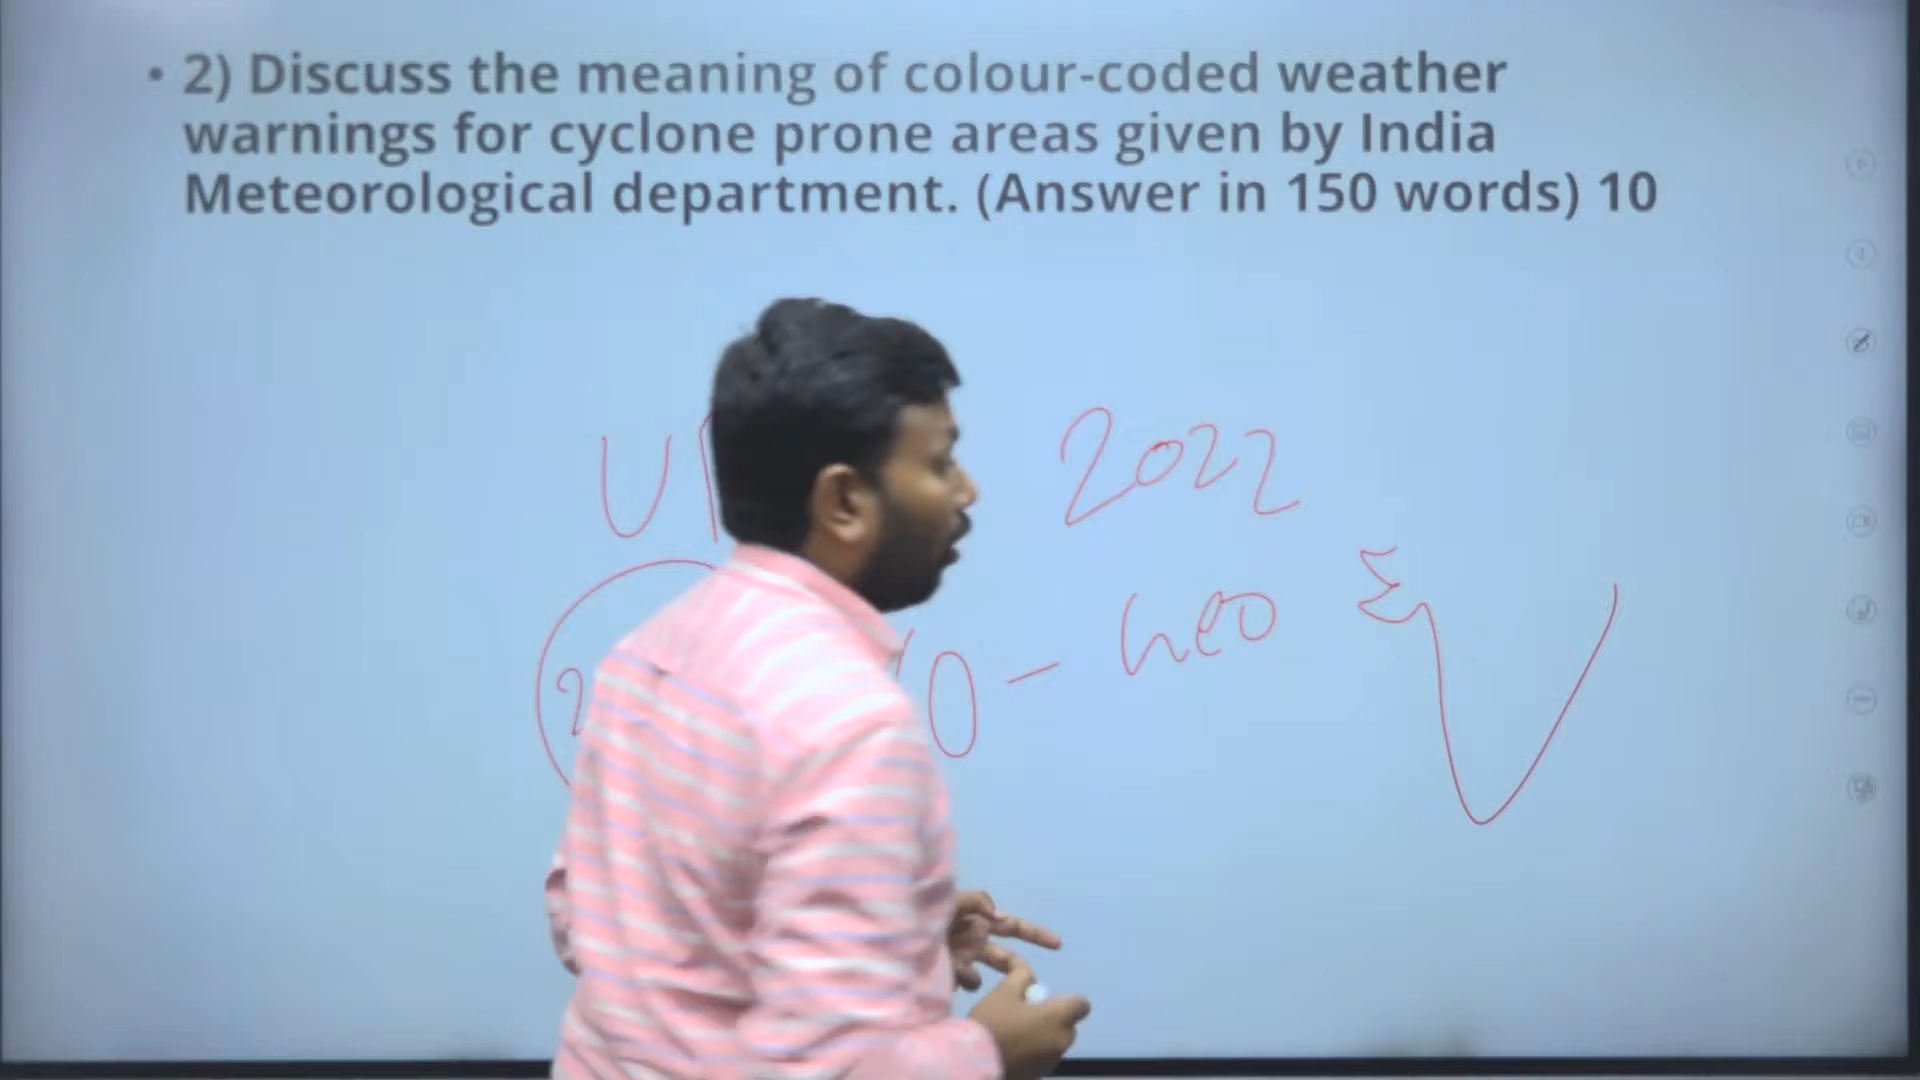 • 2) Discuss the meaning of colour-coded weather
warnings for cyclone prone areas given by India
Meteorological department. (Answer in 150 words) 10
2022